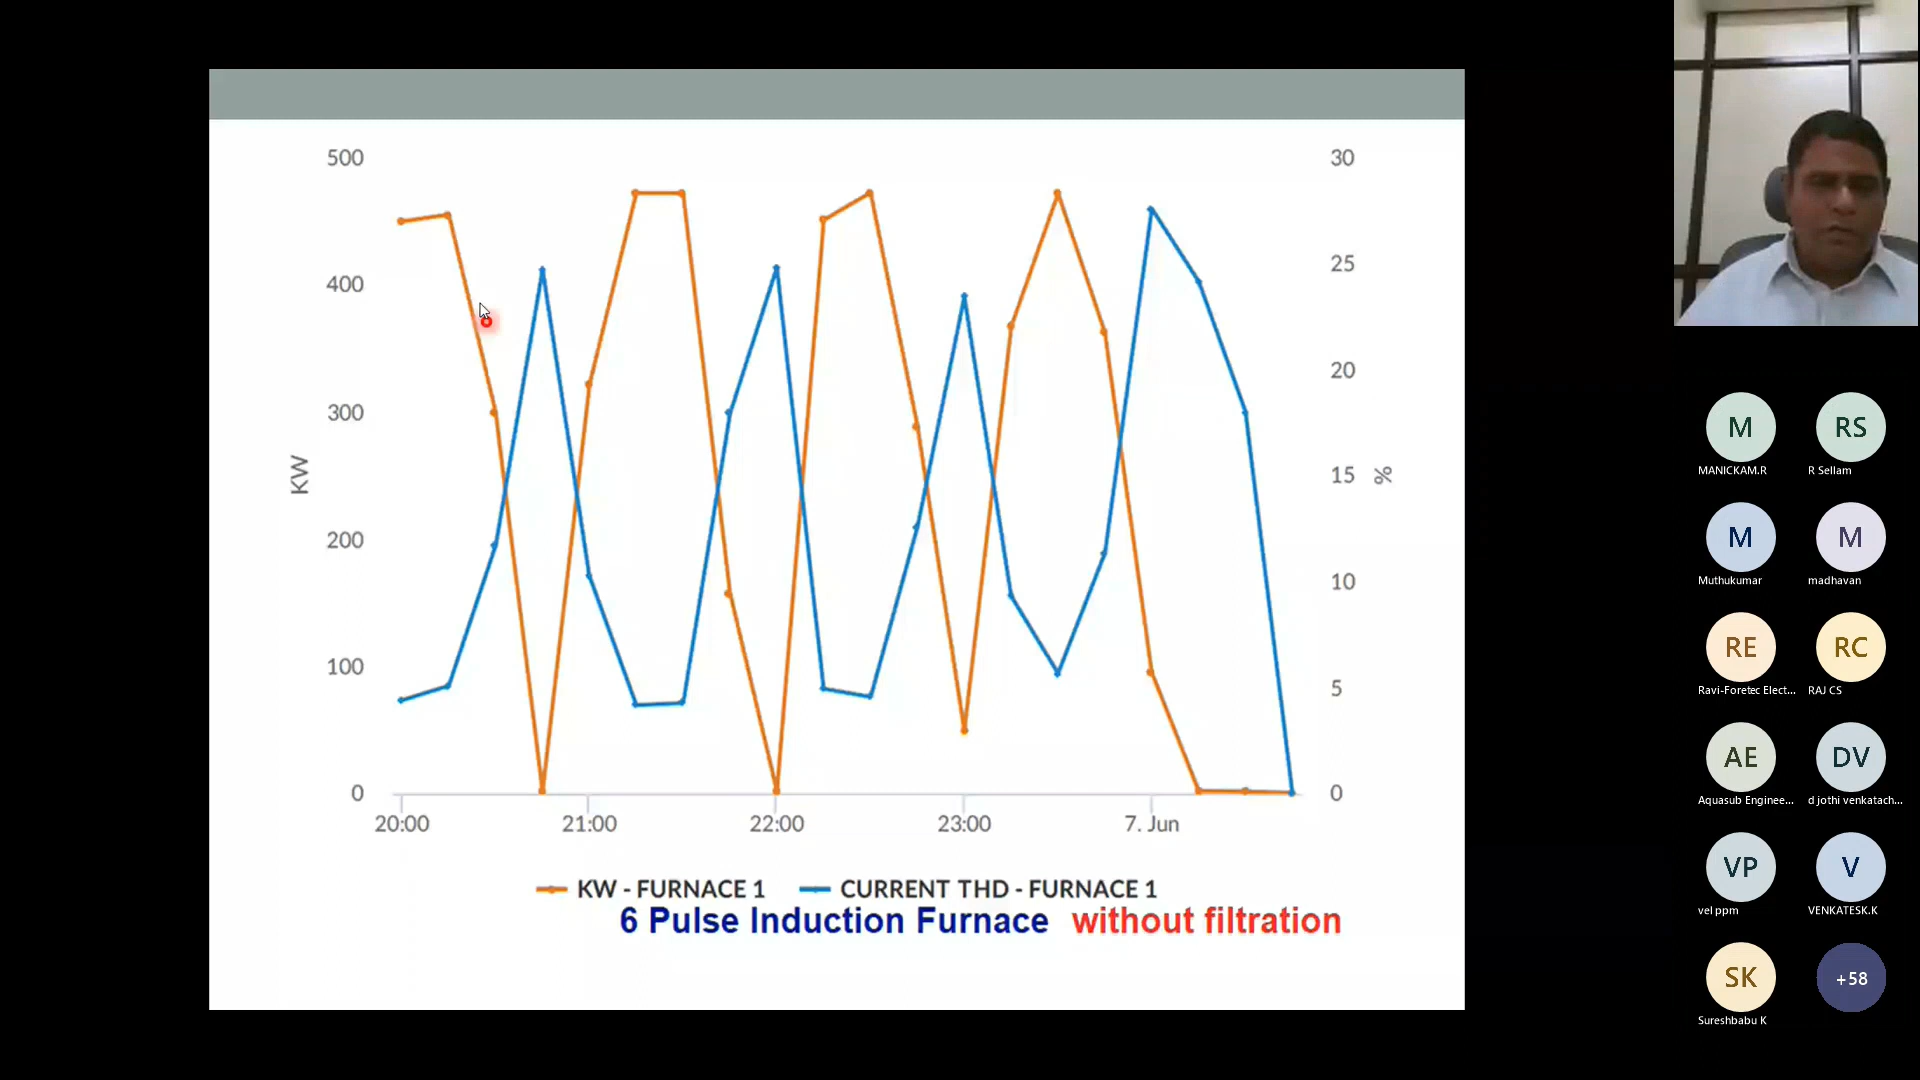 500
400
300
200
100
0
KW
30
25
20
15
10
5
0
%
20:00 21:00 22:00 23:00 7. Jun
KW - FURNACE 1 CURRENT THD - FURNACE 1
6 Pulse Induction Furnace without filtration
M RS
MANICKAM.R R Sellam
M M
Muthukumar madhavan
RE RC
Ravi-Foretec Elect... RAJ CS
AE DV
Aquasub Enginee... d jothi venkatach...
VP V
vel ppm VENKATESK.K
SK +58
Sureshbabu K